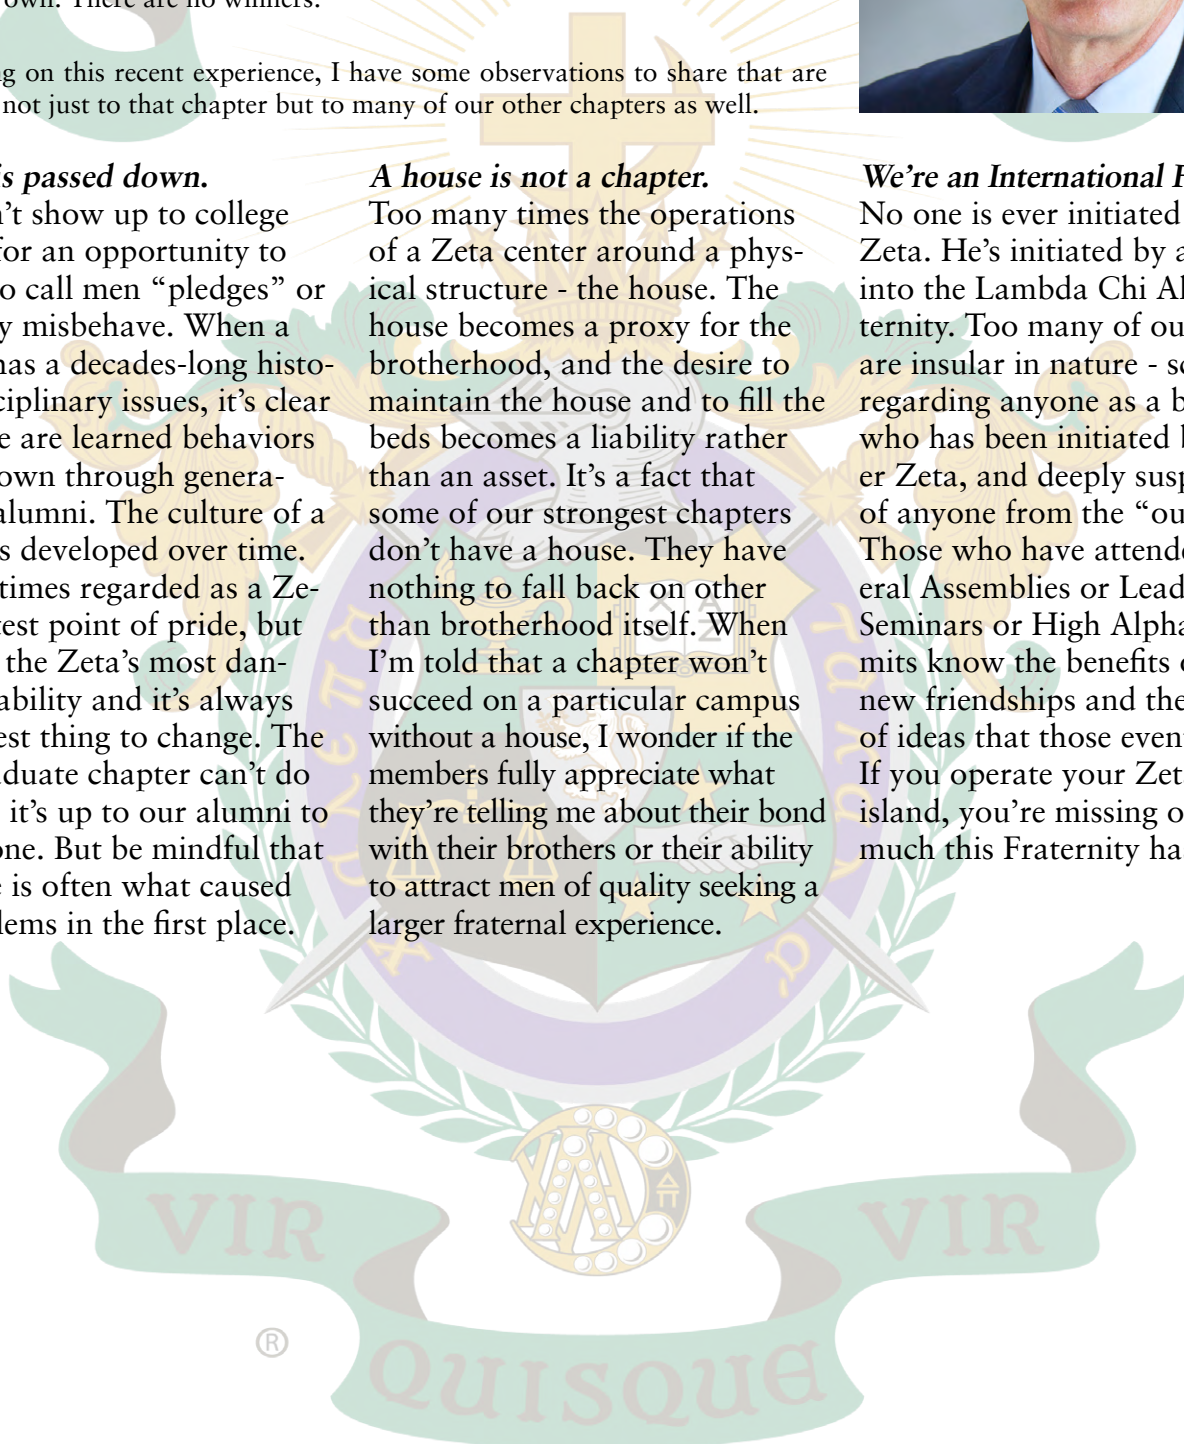 own. There are no winners.
g on this recent experience, I have some observations to share that are
not just to that chapter but to many of our other chapters as well.
is passed down.
't show up to college
for an opportunity to
o call men “pledges” or
y misbehave. When a
has a decades-long histo-
ciplinary issues, it’s clear
e are learned behaviors
own through genera-
alumni. The culture of a
s developed over time.
times regarded as a Ze-
test point of pride, but
the Zeta’s most dan-
ability and it’s always
est thing to change. The
aduate chapter can’t do
it’s up to our alumni to
one. But be mindful that
e is often what caused
lems in the first place.
A house is not a chapter.
Too many times the operations
of a Zeta center around a phys-
ical structure - the house. The
house becomes a proxy for the
brotherhood, and the desire to
maintain the house and to fill the
beds becomes a liability rather
than an asset. It’s a fact that
some of our strongest chapters
don’t have a house. They have
nothing to fall back on other
than brotherhood itself. When
I’m told that a chapter won’t
succeed on a particular campus
without a house, I wonder if the
members fully appreciate what
they’re telling me about their bond
with their brothers or their ability
to attract men of quality seeking a
larger fraternal experience.
We’re an International F
No one is ever initiated
Zeta. He’s initiated by a
into the Lambda Chi Al
ternity. Too many of ou
are insular in nature - so
regarding anyone as a b
who has been initiated b
er Zeta, and deeply susp
of anyone from the “ou
Those who have attende
eral Assemblies or Lead
Seminars or High Alpha
mits know the benefits o
new friendships and the
of ideas that those event
If you operate your Zet
island, you’re missing o
much this Fraternity ha
VIR
VIR
®
QUISQUE